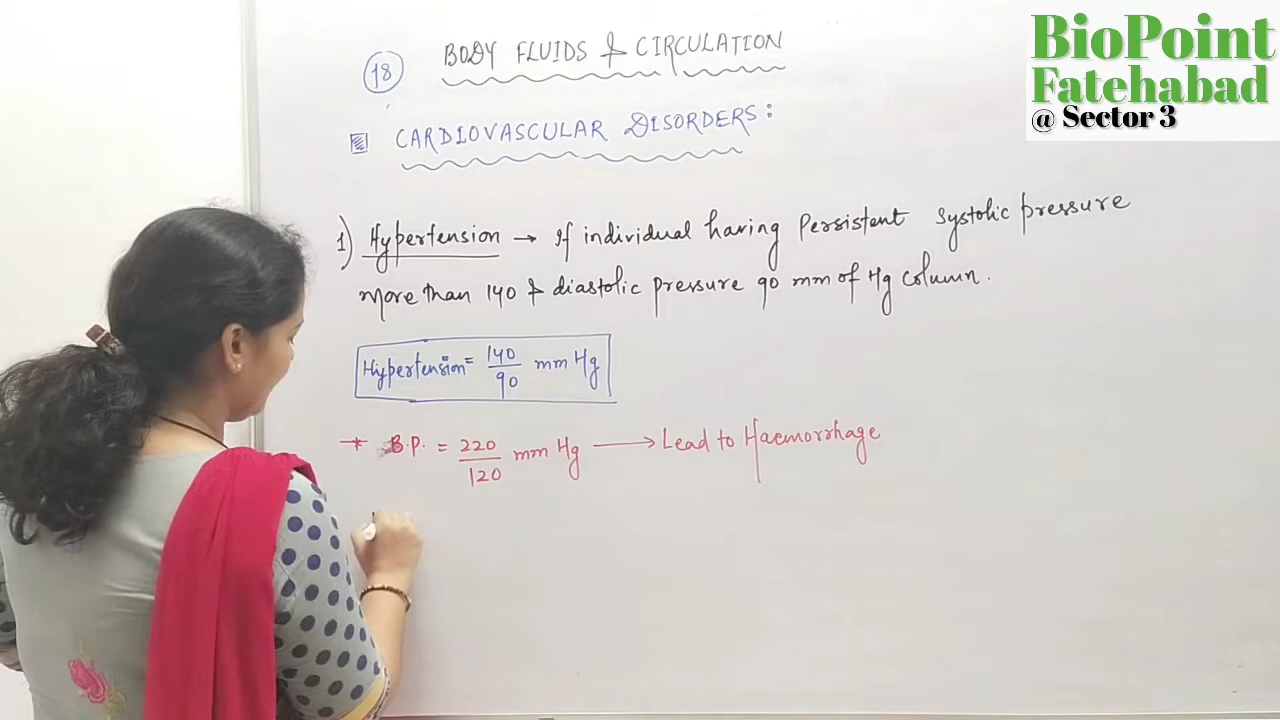 BioPoint
Fatehabad
@ Sector 3
18 BODY FLUIDS & CIRCULATION
CARDIOVASCULAR DISORDERS:
1) Hypertension → If individual having Persistent Systolic pressure
more than 140 & diastolic pressure 90 mm of Hg column.
Hypertension = 140/90 mm Hg
* B.P. = 220/120 mm Hg → Lead to Haemorrhage